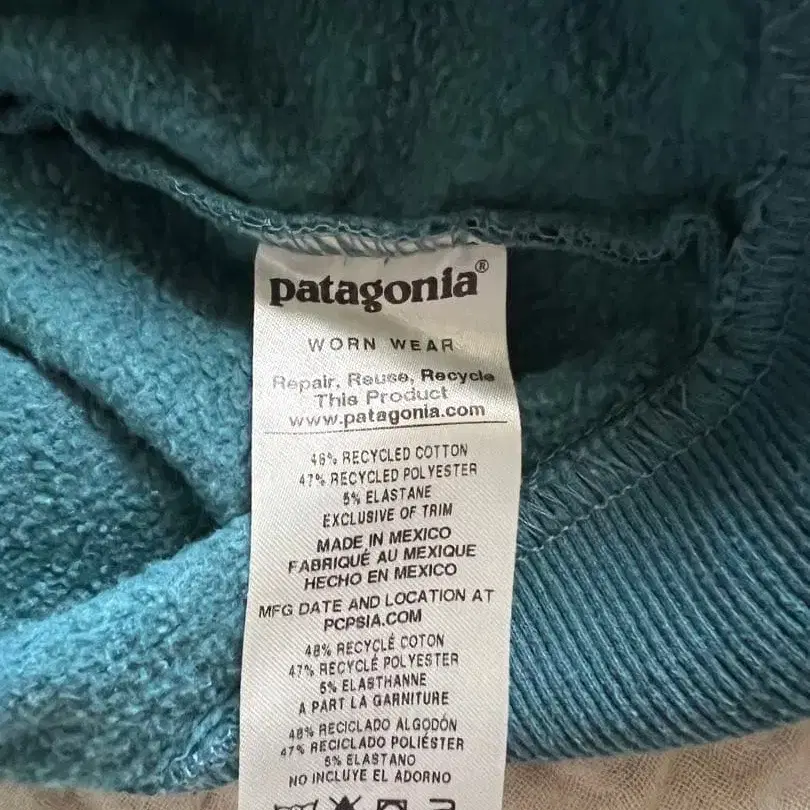 patagonia®
WORN WEAR
Repair, Reuse, Recycle
This Product
www.patagonia.com
48% RECYCLED COTTON
47% RECYCLED POLYESTER
5% ELASTANE
EXCLUSIVE OF TRIM
MADE IN MEXICO
FABRIQUÉ AU MEXIQUE
HECHO EN MEXICO
MFG DATE AND LOCATION AT
PCPSIA.COM
48% RECYCLÉ COTON
47% RECYCLÉ POLYESTER
5% ELASTHANNE
A PART LA GARNITURE
48% RECICLADO ALGODÓN
47% RECICLADO POLIÉSTER
5% ELASTANO
NO INCLUYE EL ADORNO